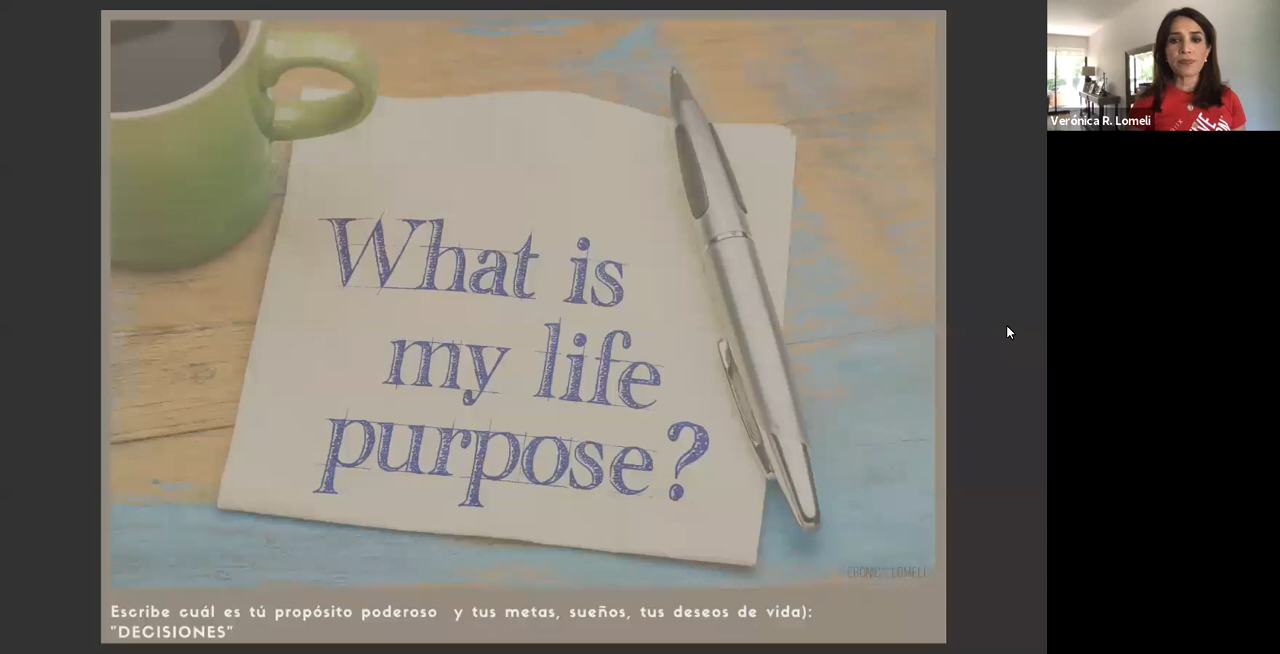 What is
my life
purpose?
LOMELI
Escribe cuál es tú propósito poderoso y tus metas, sueños, tus deseos de vida):
"DECISIONES"
Verónica R. Lomeli